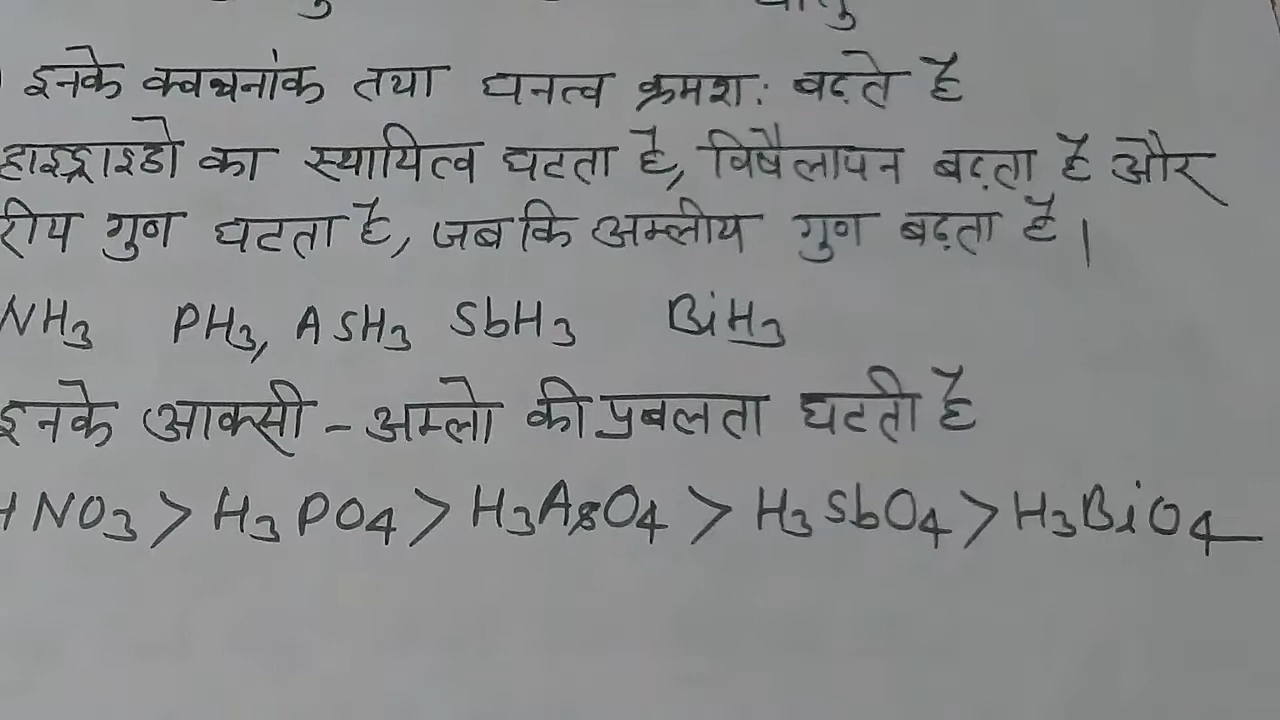 इनके क्वथनांक तथा घनत्व क्रमश: बढ़ते है
हाइड्राइडो का स्थायित्व घटता है, विषैलापन बढ़ता है और
रीय गुण घटता है, जबकि अम्लीय गुण बढ़ता है।
NH3 PH3, ASH3 SbH3 BiH3
इनके आक्सी - अम्लो की प्रबलता घटती है
HNO3 > H3PO4 > H3AsO4 > H3SbO4 > H3BiO4